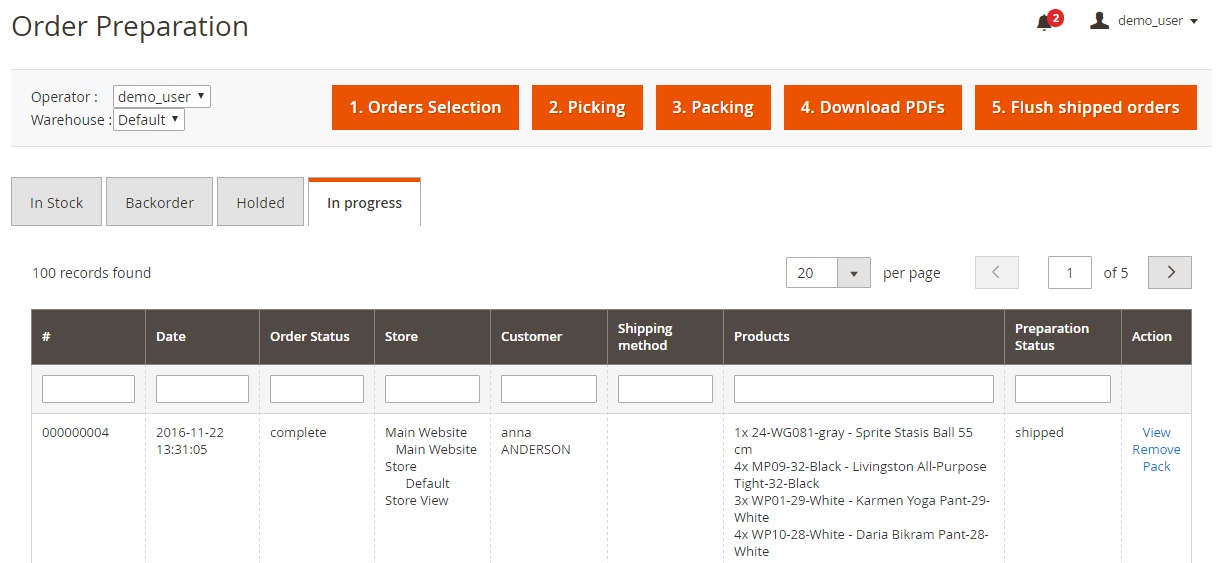 Order Preparation
2
demo_user
Operator : demo_user
Warehouse : Default
1. Orders Selection
2. Picking
3. Packing
4. Download PDFs
5. Flush shipped orders
In Stock
Backorder
Holded
In progress
100 records found
20
per page
1
of 5
#
Date
Order Status
Store
Customer
Shipping
method
Products
Preparation
Status
Action
000000004
2016-11-22
13:31:05
complete
Main Website
Main Website
Store
Default
Store View
anna
ANDERSON
1x 24-WG081-gray - Sprite Stasis Ball 55
cm
4x MP09-32-Black - Livingston All-Purpose
Tight-32-Black
3x WP01-29-White - Karmen Yoga Pant-29-
White
4x WP10-28-White - Daria Bikram Pant-28-
White
shipped
View
Remove
Pack